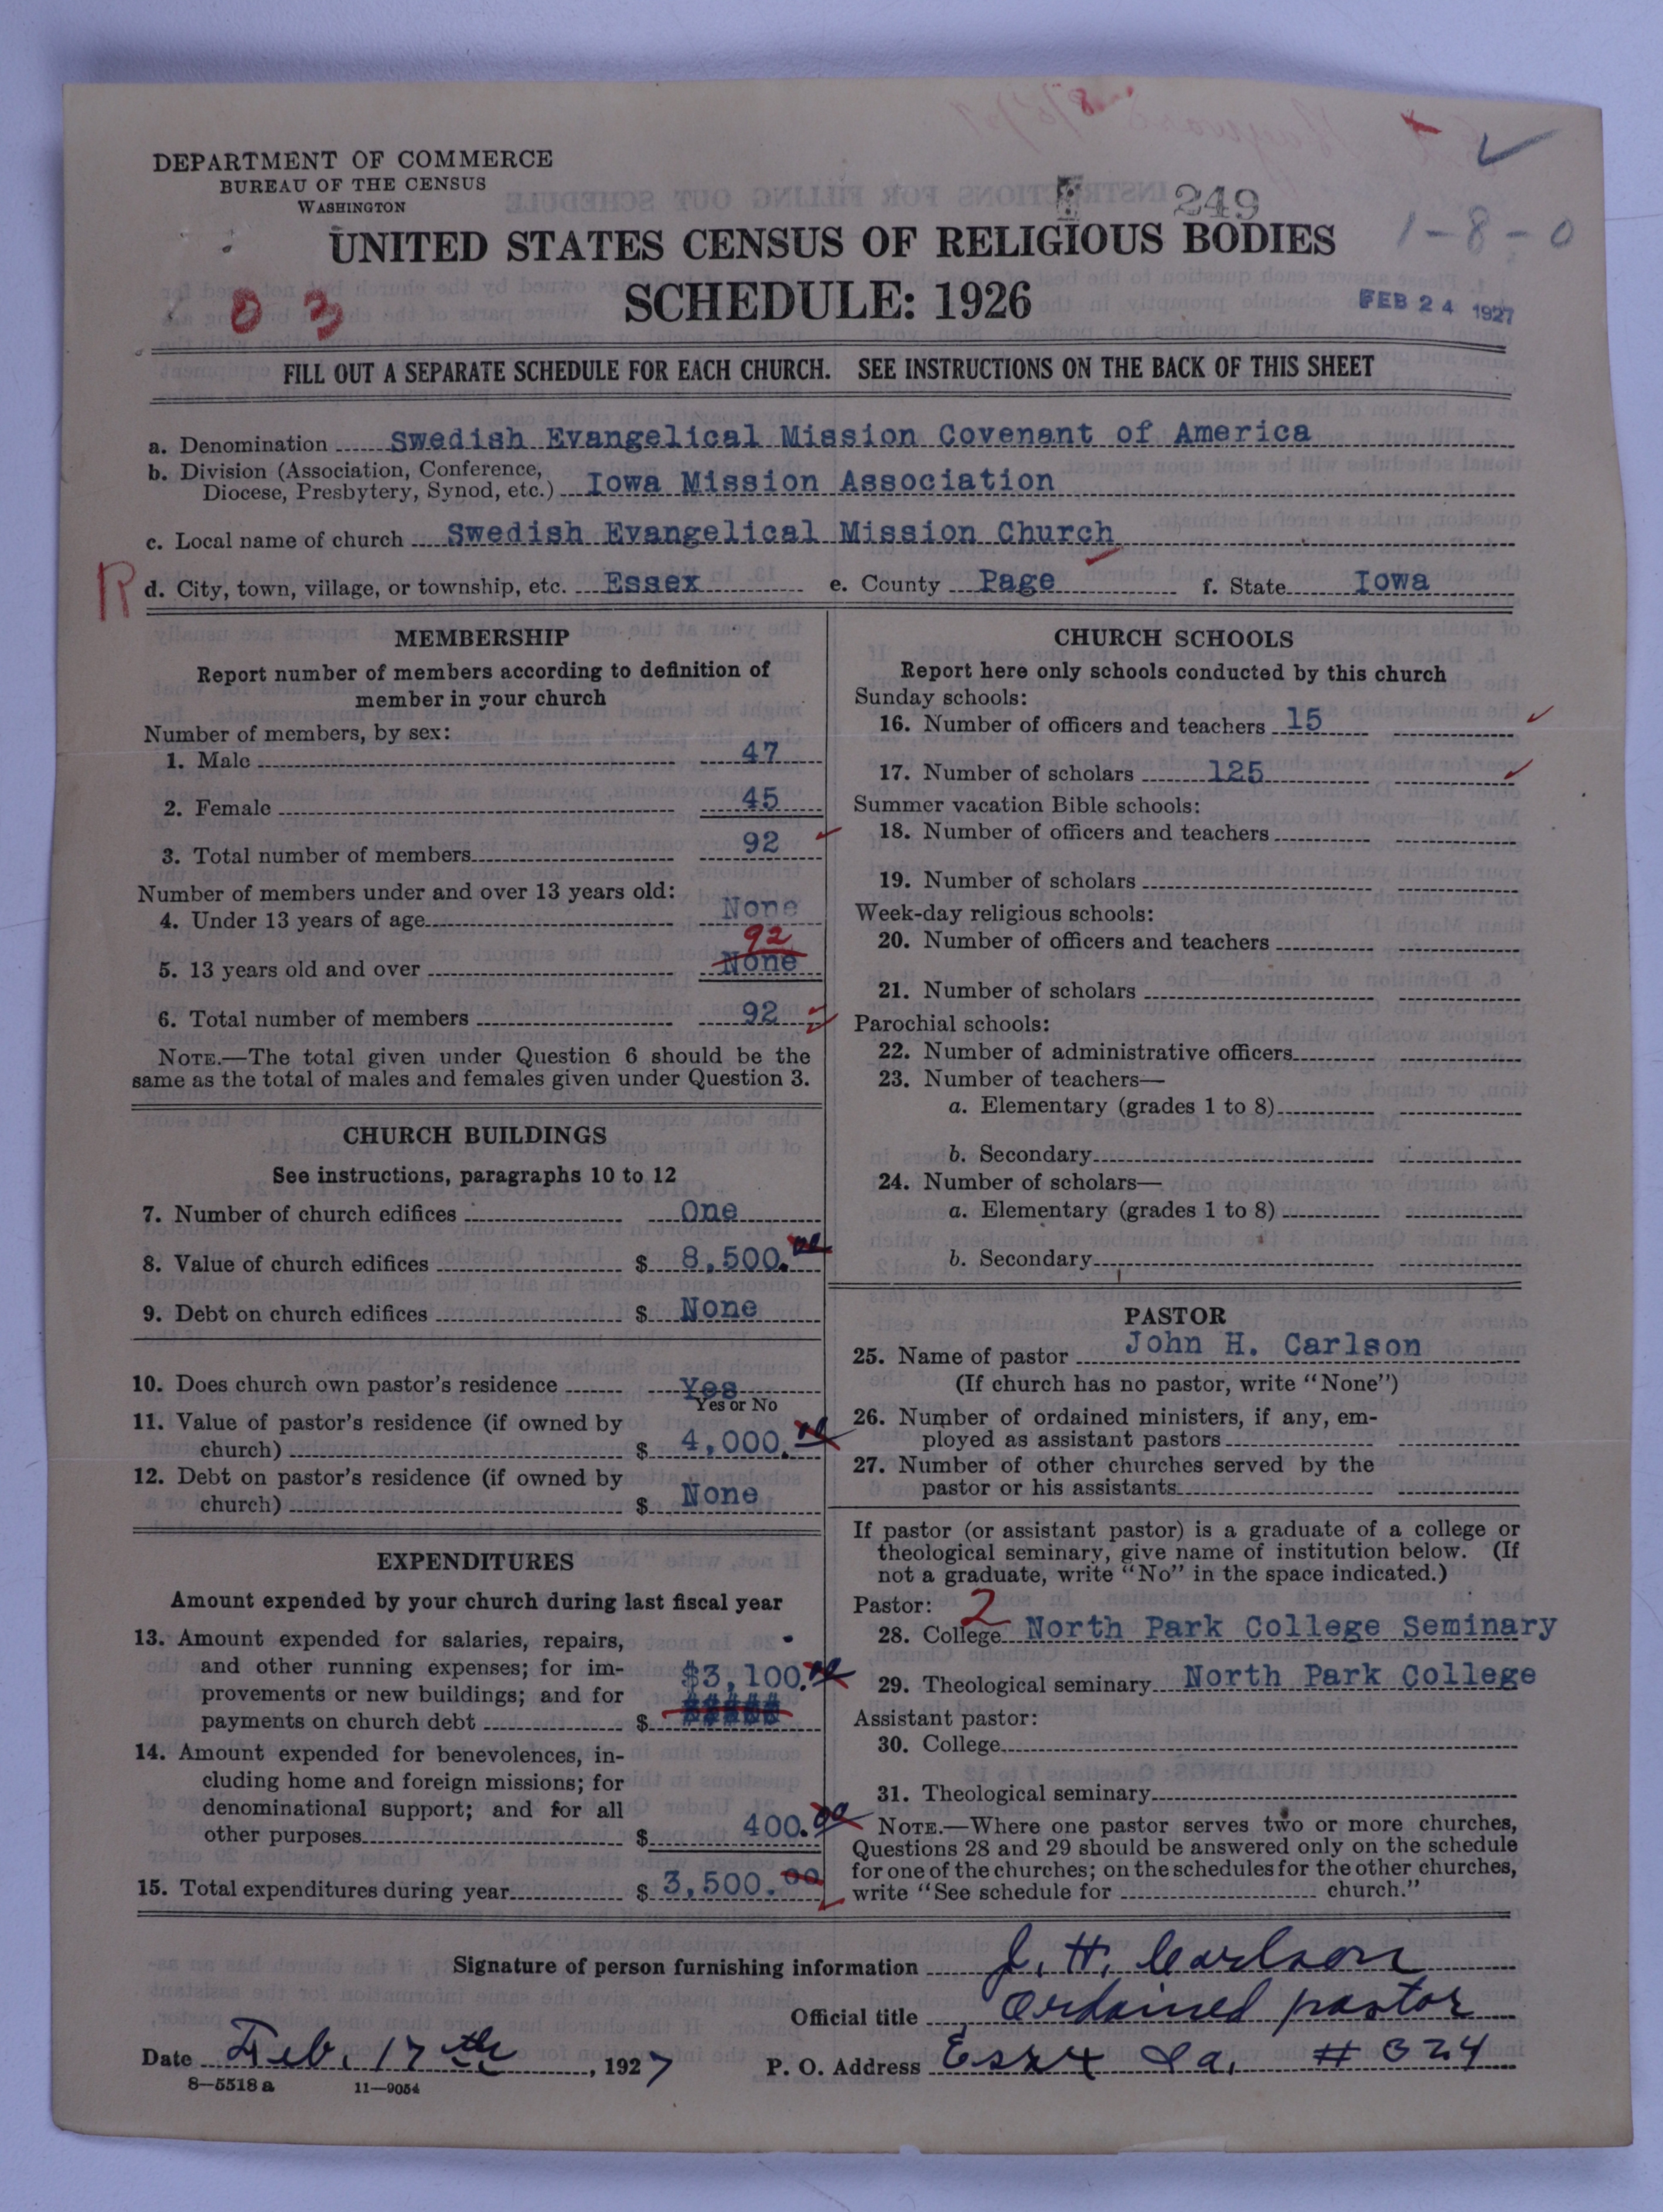 DEPARTMENT OF COMMERCE
BUREAU OF THE CENSUS
WASHINGTON
249
1-8-0
UNITED STATES CENSUS OF RELIGIOUS BODIES
SCHEDULE: 1926
FEB 24 1927
03
FILL OUT A SEPARATE SCHEDULE FOR EACH CHURCH. SEE INSTRUCTIONS ON THE BACK OF THIS SHEET
a. Denomination Swedish Evangelical Mission Covenant of America
b. Division (Association, Conference,
Diocese, Presbytery, Synod, etc.) Iowa Mission Association
c. Local name of church Swedish Evangelical Mission Church
R d. City, town, village, or township, etc. Essex e. County Page f. State Iowa
MEMBERSHIP
Report number of members according to definition of
member in your church
Number of members, by sex:
1. Male 47
2. Female 45
3. Total number of members 92
Number of members under and over 13 years old:
4. Under 13 years of age None
92
5. 13 years old and over None
6. Total number of members 92
NOTE.—The total given under Question 6 should be the
same as the total of males and females given under Question 3.
CHURCH BUILDINGS
See instructions, paragraphs 10 to 12
7. Number of church edifices One
8. Value of church edifices $ 8,500.00
9. Debt on church edifices $ None
10. Does church own pastor's residence Yes
Yes or No
11. Value of pastor's residence (if owned by
church) $ 4,000.00
12. Debt on pastor's residence (if owned by
church) $ None
EXPENDITURES
Amount expended by your church during last fiscal year
13. Amount expended for salaries, repairs,
and other running expenses; for im-
provements or new buildings; and for
payments on church debt $ $3,100.00
14. Amount expended for benevolences, in-
cluding home and foreign missions; for
denominational support; and for all
other purposes $ 400.00
15. Total expenditures during year $ 3,500.00
CHURCH SCHOOLS
Report here only schools conducted by this church
Sunday schools:
16. Number of officers and teachers 15
17. Number of scholars 125
Summer vacation Bible schools:
18. Number of officers and teachers
19. Number of scholars
Week-day religious schools:
20. Number of officers and teachers
21. Number of scholars
Parochial schools:
22. Number of administrative officers
23. Number of teachers—
a. Elementary (grades 1 to 8)
b. Secondary
24. Number of scholars—
a. Elementary (grades 1 to 8)
b. Secondary
PASTOR
25. Name of pastor John H. Carlson
(If church has no pastor, write "None")
26. Number of ordained ministers, if any, em-
ployed as assistant pastors
27. Number of other churches served by the
pastor or his assistants
If pastor (or assistant pastor) is a graduate of a college or
theological seminary, give name of institution below. (If
not a graduate, write "No" in the space indicated.)
Pastor: 2
28. College North Park College Seminary
29. Theological seminary North Park College
Assistant pastor:
30. College
31. Theological seminary
NOTE.—Where one pastor serves two or more churches,
Questions 28 and 29 should be answered only on the schedule
for one of the churches; on the schedules for the other churches,
write "See schedule for church."
Signature of person furnishing information J. H. Carlson
Official title Ordained pastor
Date Feb. 17th, 1927 P. O. Address Essex Ia, # 324
8—5518 a 11—9054